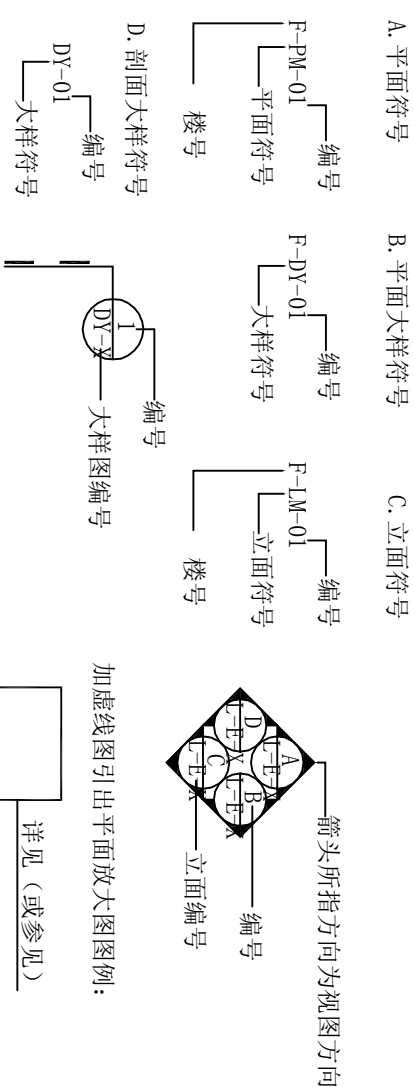 A.平面符号
F-PM-01
编号
平面符号
楼号
B.平面大样符号
F-DY-01
编号
大样符号
C.立面符号
F-LM-01
编号
立面符号
楼号
箭头所指方向为视图方向
A
L-E-X
B
L-E-X
C
L-E-X
D
L-E-X
编号
立面编号
D.剖面大样符号
DY-01
编号
大样符号
1
DY-X
编号
大样图编号
加虚线图引出平面放大图图例:
详见（或参见）